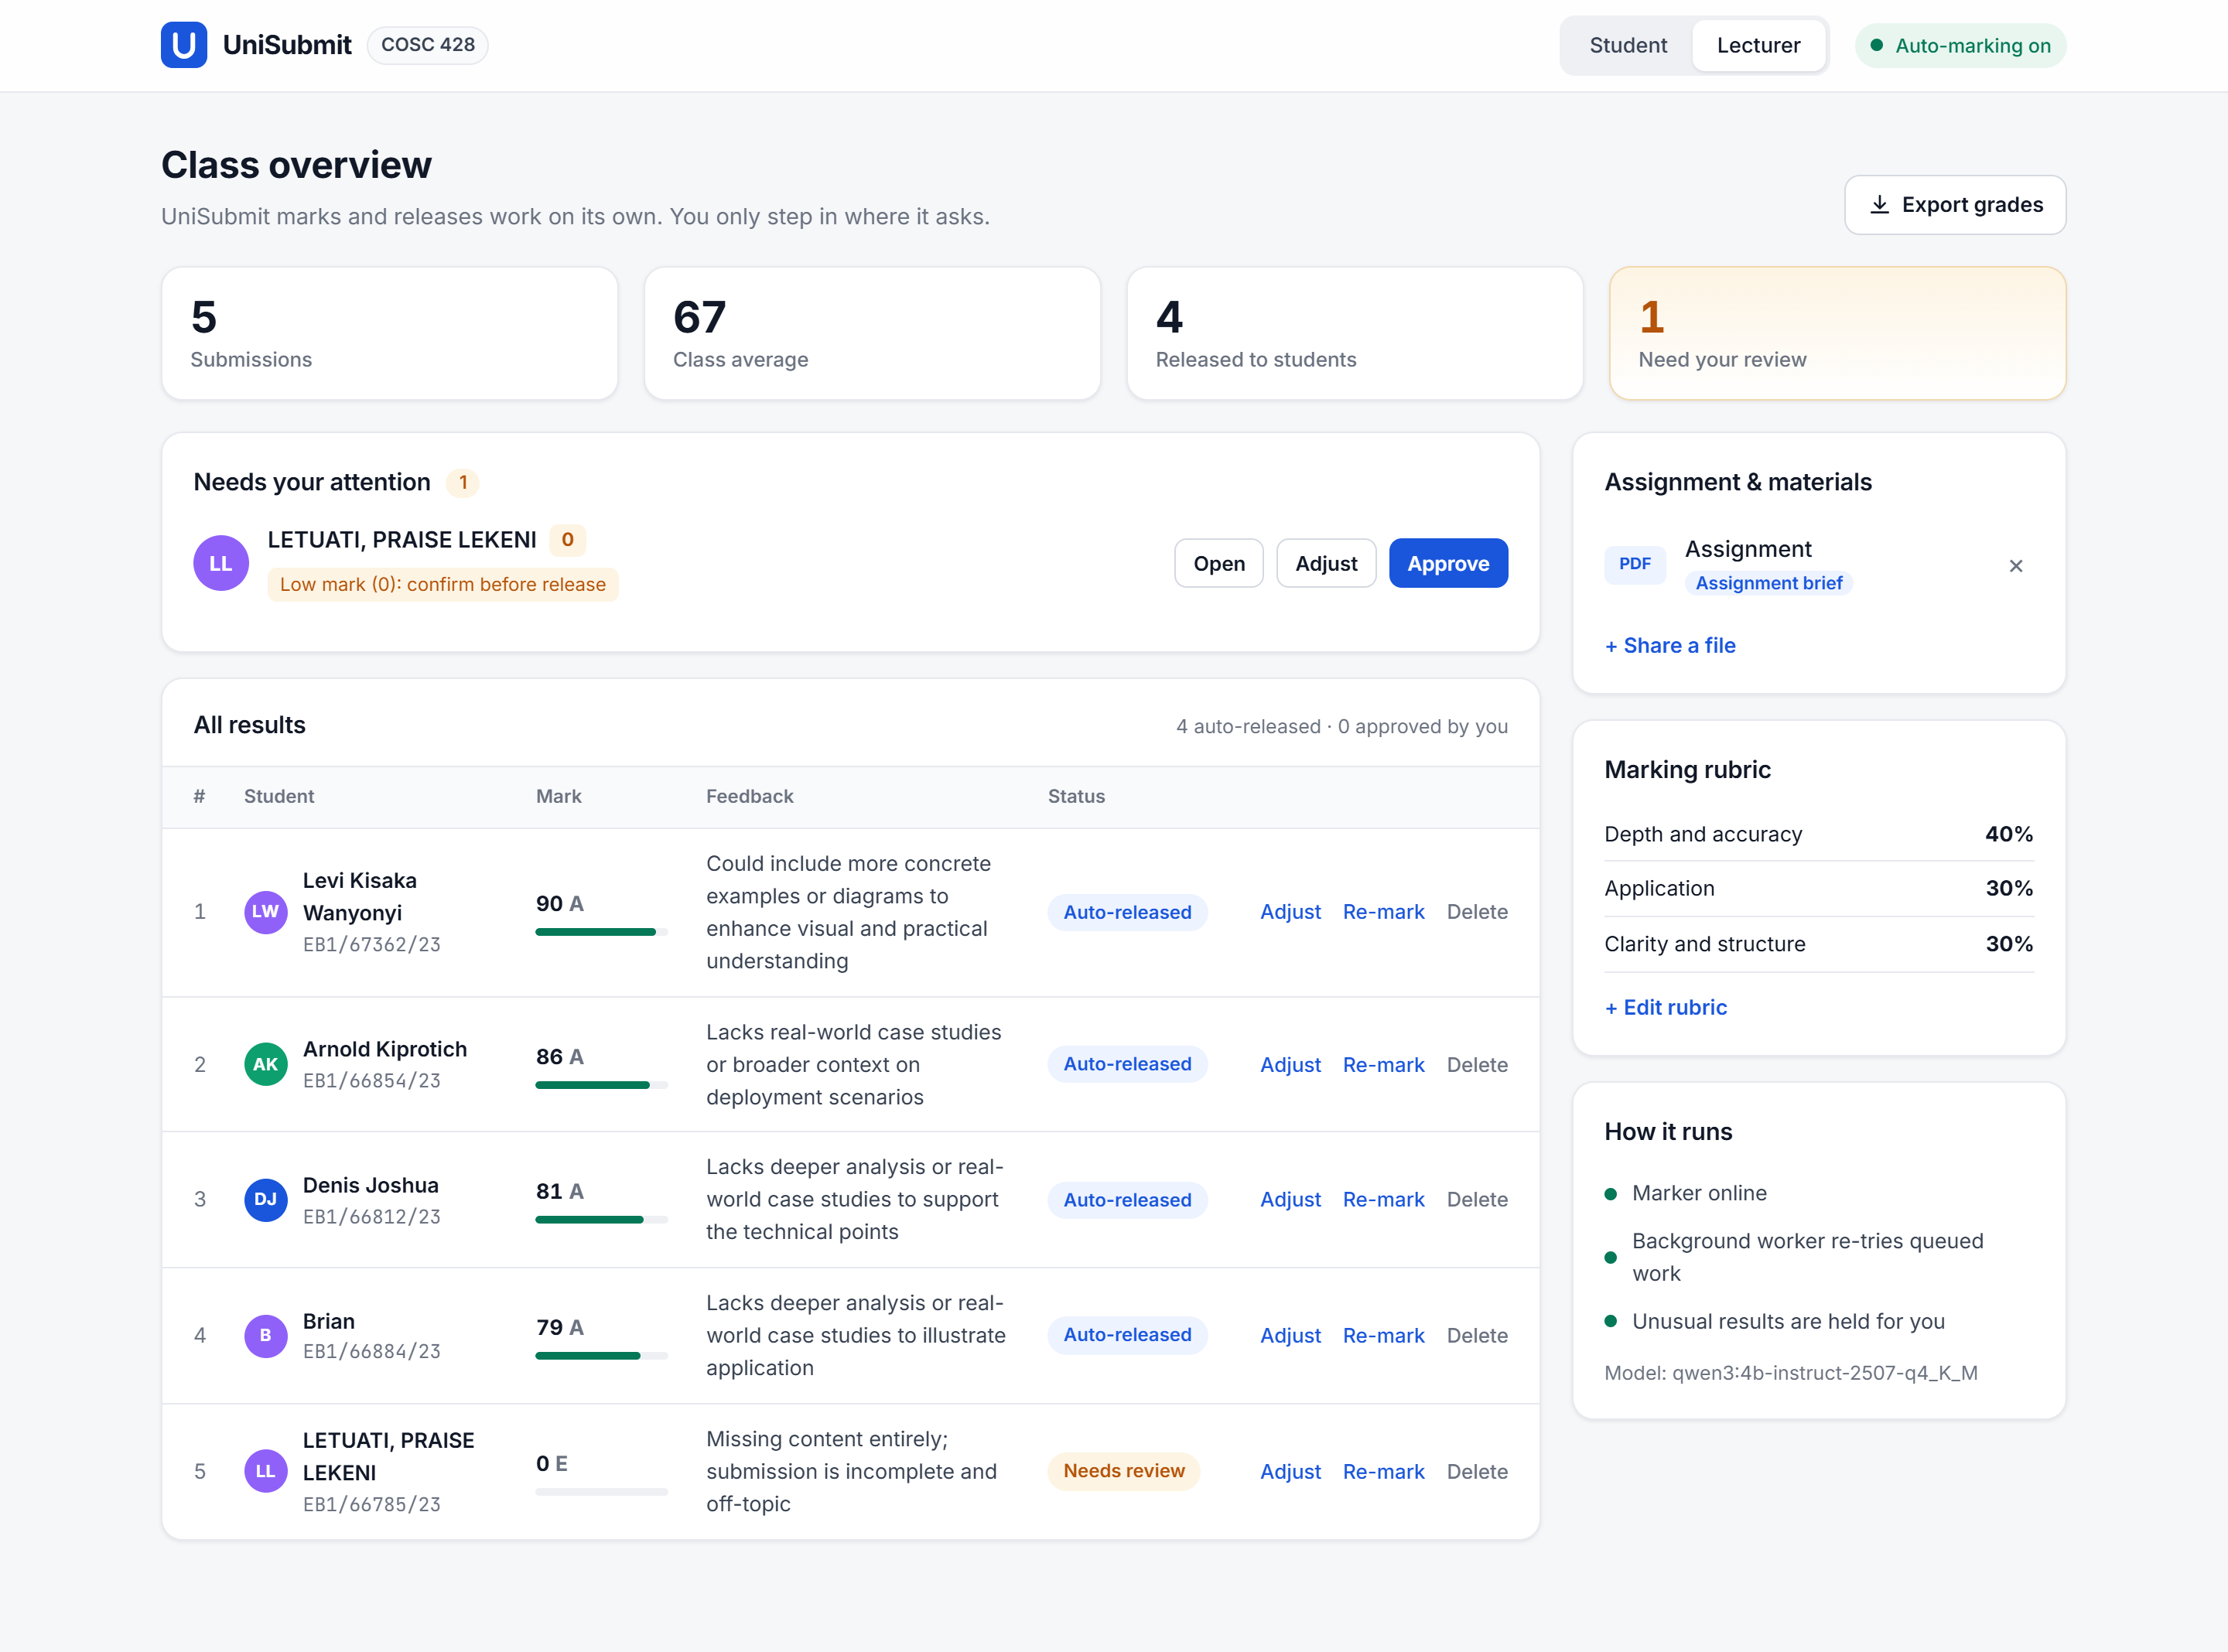 U UniSubmit COSC 428
Student Lecturer Auto-marking on
Class overview
UniSubmit marks and releases work on its own. You only step in where it asks.
Export grades
5
Submissions
67
Class average
4
Released to students
1
Need your review
Needs your attention 1
LL
LETUATI, PRAISE LEKENI 0
Low mark (0): confirm before release
Open Adjust Approve
All results
4 auto-released · 0 approved by you
# Student Mark Feedback Status
1
LW
Levi Kisaka
Wanyonyi
EB1/67362/23
90 A
Could include more concrete
examples or diagrams to
enhance visual and practical
understanding
Auto-released
Adjust Re-mark Delete
2
AK
Arnold Kiprotich
EB1/66854/23
86 A
Lacks real-world case studies
or broader context on
deployment scenarios
Auto-released
Adjust Re-mark Delete
3
DJ
Denis Joshua
EB1/66812/23
81 A
Lacks deeper analysis or real-
world case studies to support
the technical points
Auto-released
Adjust Re-mark Delete
4
B
Brian
EB1/66884/23
79 A
Lacks deeper analysis or real-
world case studies to illustrate
application
Auto-released
Adjust Re-mark Delete
5
LL
LETUATI, PRAISE
LEKENI
EB1/66785/23
0 E
Missing content entirely;
submission is incomplete and
off-topic
Needs review
Adjust Re-mark Delete
Assignment & materials
PDF
Assignment
Assignment brief
×
+ Share a file
Marking rubric
Depth and accuracy 40%
Application 30%
Clarity and structure 30%
+ Edit rubric
How it runs
Marker online
Background worker re-tries queued
work
Unusual results are held for you
Model: qwen3:4b-instruct-2507-q4_K_M